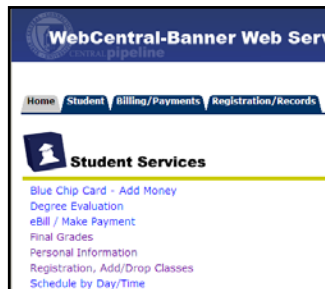 WebCentral-Banner Web Serv
CENTRAL pipeline
Home Student Billing/Payments Registration/Records
Student Services
Blue Chip Card - Add Money
Degree Evaluation
eBill / Make Payment
Final Grades
Personal Information
Registration, Add/Drop Classes
Schedule by Day/Time